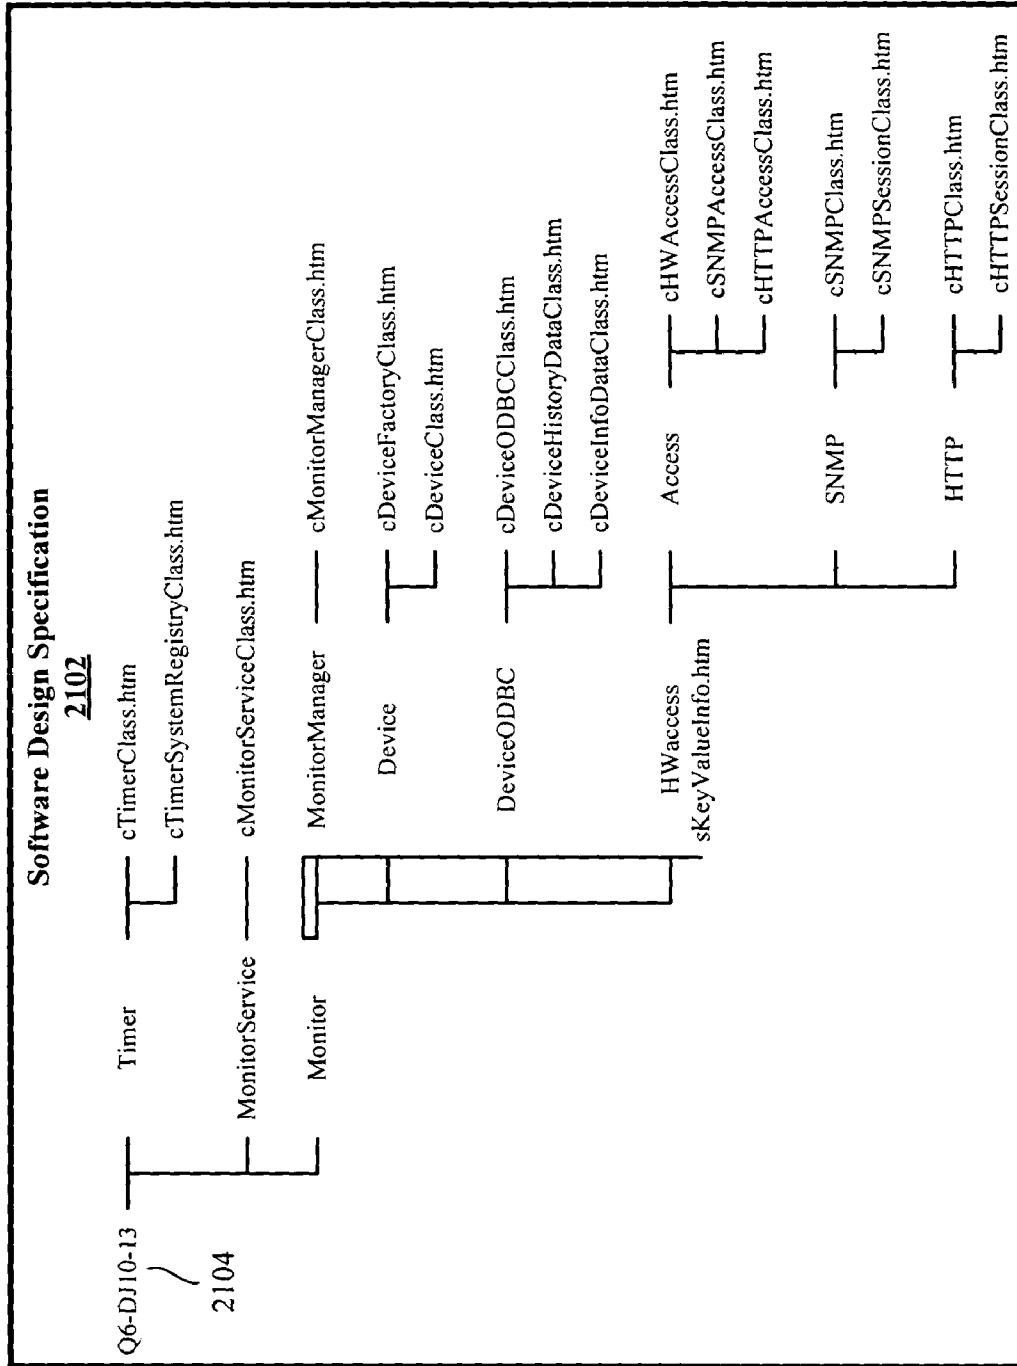 Software Design Specification
2102
Q6-DJ10-13
2104
Timer
cTimerClass.htm
cTimerSystemRegistryClass.htm
MonitorService
cMonitorServiceClass.htm
Monitor
MonitorManager
cMonitorManagerClass.htm
Device
cDeviceFactoryClass.htm
cDeviceClass.htm
DeviceODBC
cDeviceODBCClass.htm
cDeviceHistoryDataClass.htm
cDeviceInfoDataClass.htm
HWaccess
sKeyValueInfo.htm
Access
cHWAccessClass.htm
cSNMPAccessClass.htm
cHTTPAccessClass.htm
SNMP
cSNMPClass.htm
cSNMPSessionClass.htm
HTTP
cHTTPClass.htm
cHTTPSessionClass.htm